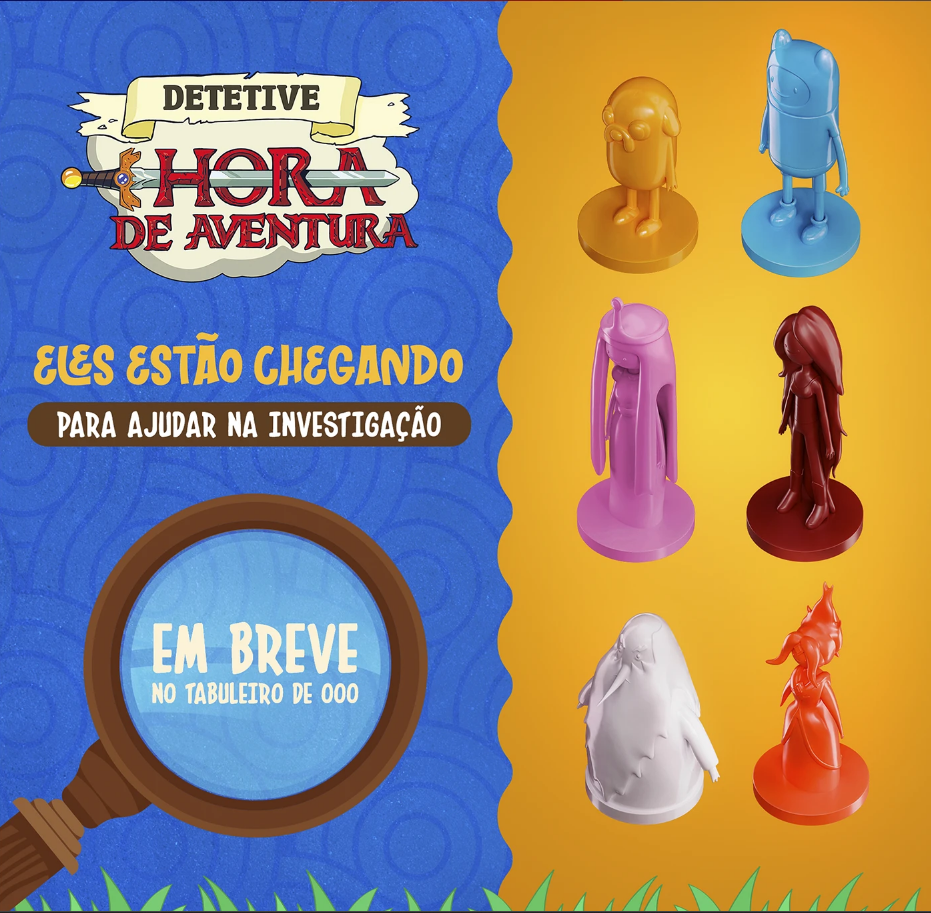 DETETIVE
HORA
DE AVENTURA
ELES ESTÃO CHEGANDO
PARA AJUDAR NA INVESTIGAÇÃO
EM BREVE
NO TABULEIRO DE OOO